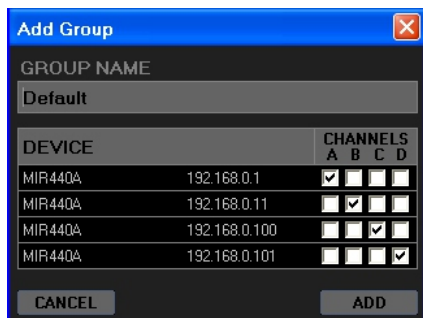 Add Group
GROUP NAME
Default
DEVICE CHANNELS
A B C D
MIR440A 192.168.0.1
MIR440A 192.168.0.11
MIR440A 192.168.0.100
MIR440A 192.168.0.101
CANCEL ADD